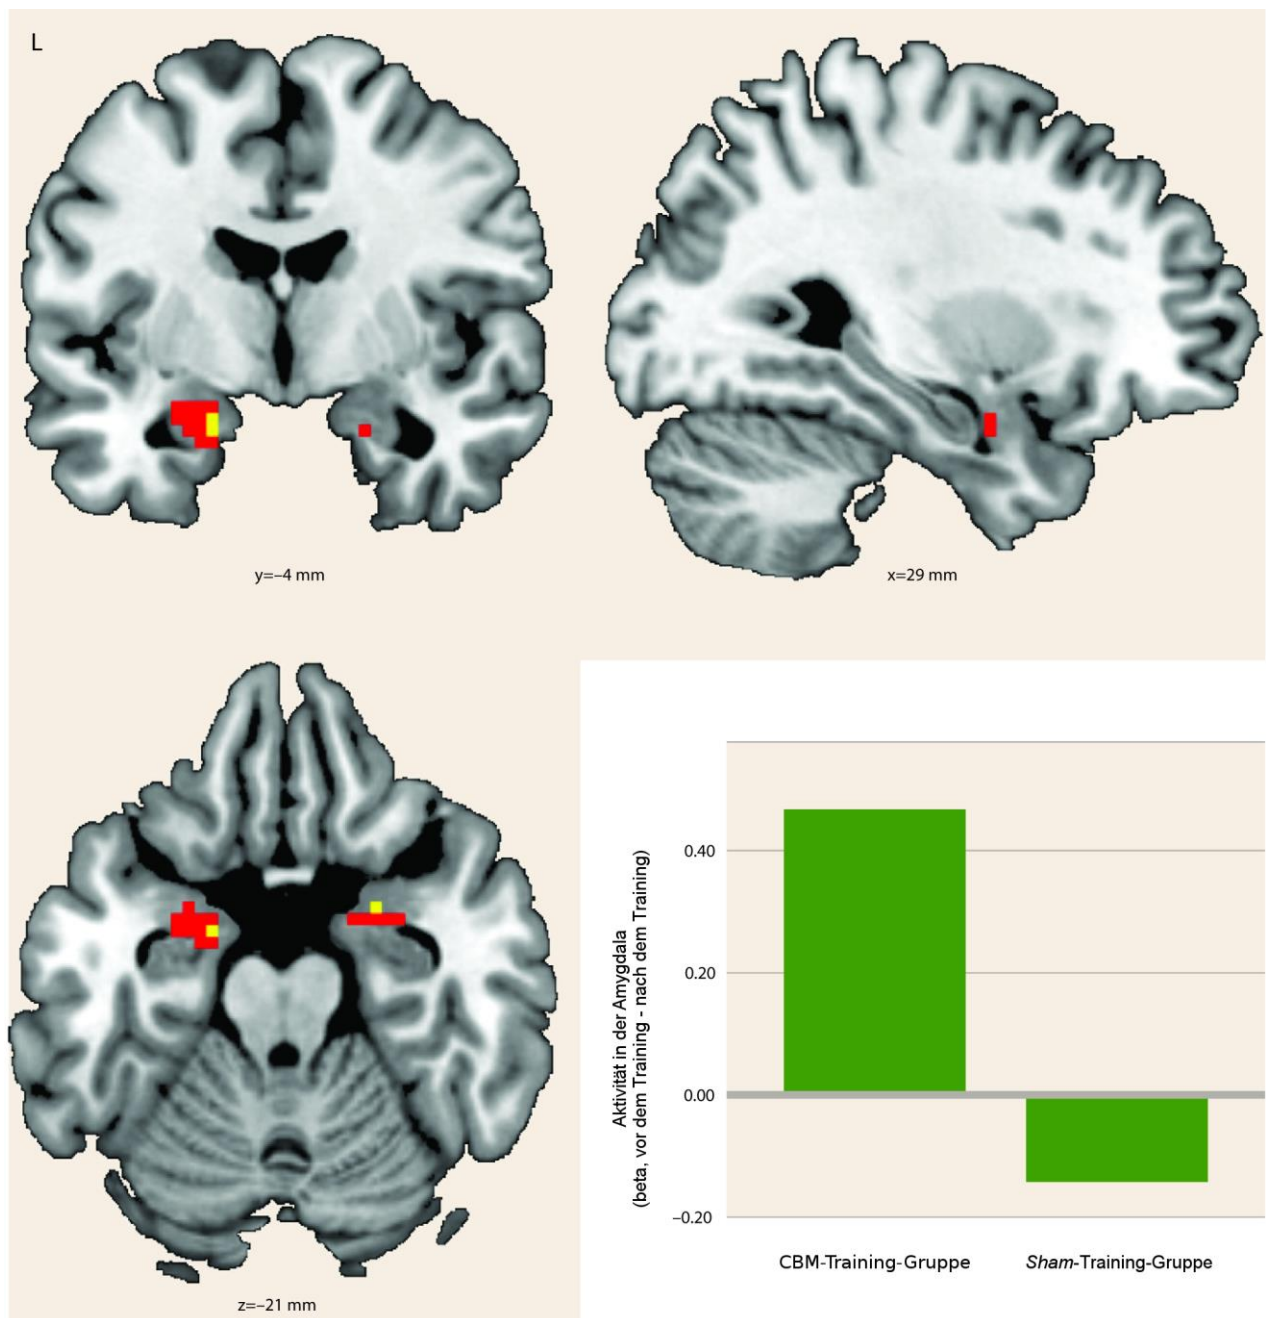 L
y=–4 mm
x=29 mm
z=–21 mm
Aktivität in der Amygdala
(beta, vor dem Training - nach dem Training)
0.40
0.20
0.00
–0.20
CBM-Training-Gruppe
Sham-Training-Gruppe